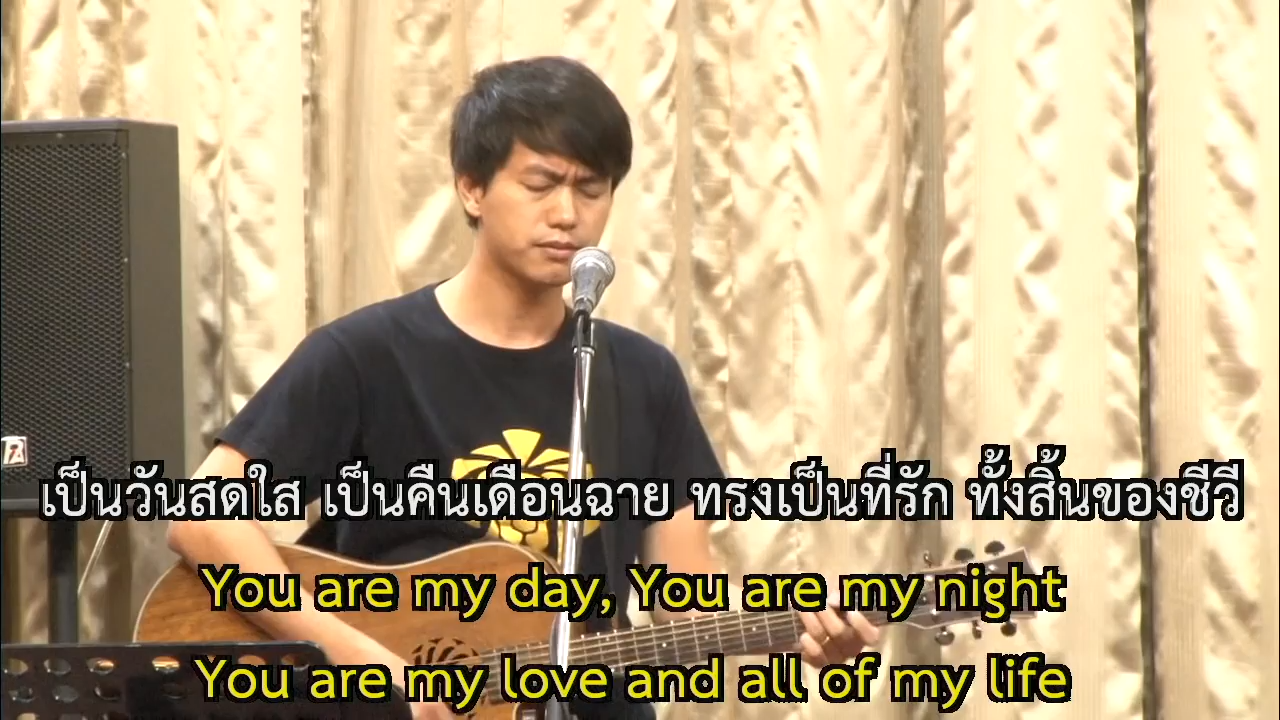 เป็นวันสดใส เป็นคืนเดือนฉาย ทรงเป็นที่รัก ทั้งสิ้นของชีวี
You are my day, You are my night
You are my love and all of my life